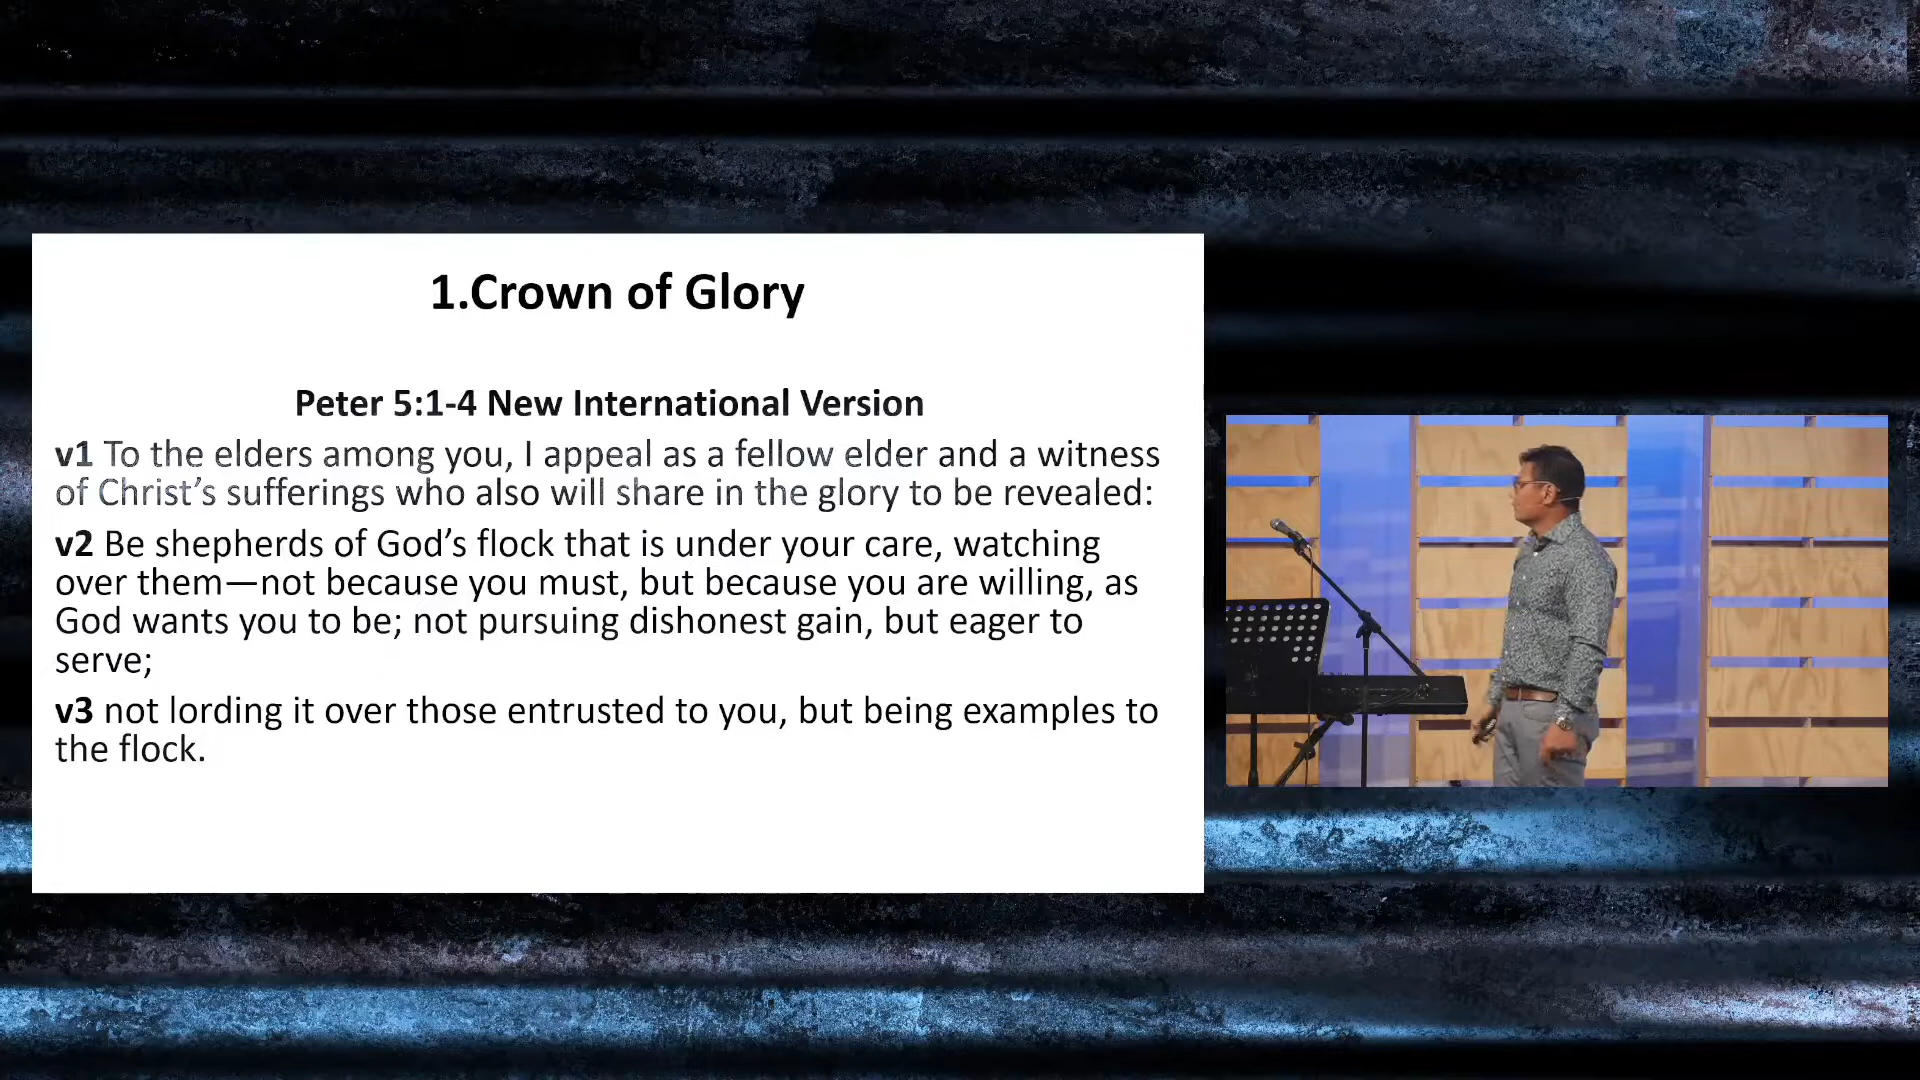 1.Crown of Glory
Peter 5:1-4 New International Version
v1 To the elders among you, I appeal as a fellow elder and a witness
of Christ’s sufferings who also will share in the glory to be revealed:
v2 Be shepherds of God’s flock that is under your care, watching
over them—not because you must, but because you are willing, as
God wants you to be; not pursuing dishonest gain, but eager to
serve;
v3 not lording it over those entrusted to you, but being examples to
the flock.